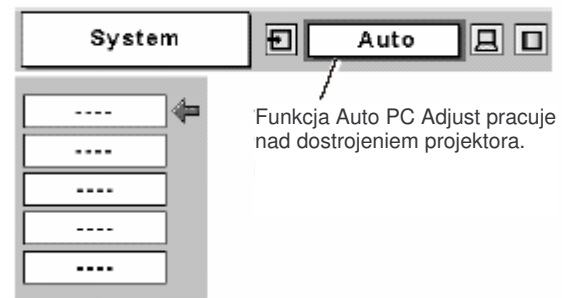 System
Auto
Funkcja Auto PC Adjust pracuje
nad dostrojeniem projektora.
----
----
----
----
----